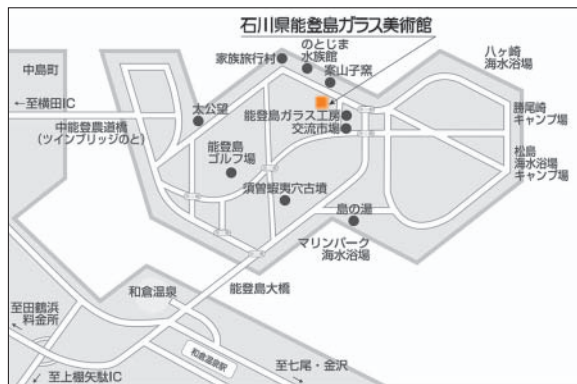 石川県能登島ガラス美術館
のとじま
水族館
家族旅行村
案山子窯
八ヶ崎
海水浴場
中島町
←至横田IC
太公望
能登島ガラス工房
交流市場
勝尾崎
キャンプ場
中能登農道橋
(ツインブリッジのと)
能登島
ゴルフ場
松島
海水浴場
キャンプ場
須曽蝦夷穴古墳
島の湯
マリンパーク
海水浴場
和倉温泉
能登島大橋
至田鶴浜
料金所
和倉温泉駅
至七尾・金沢
至上棚矢駄IC